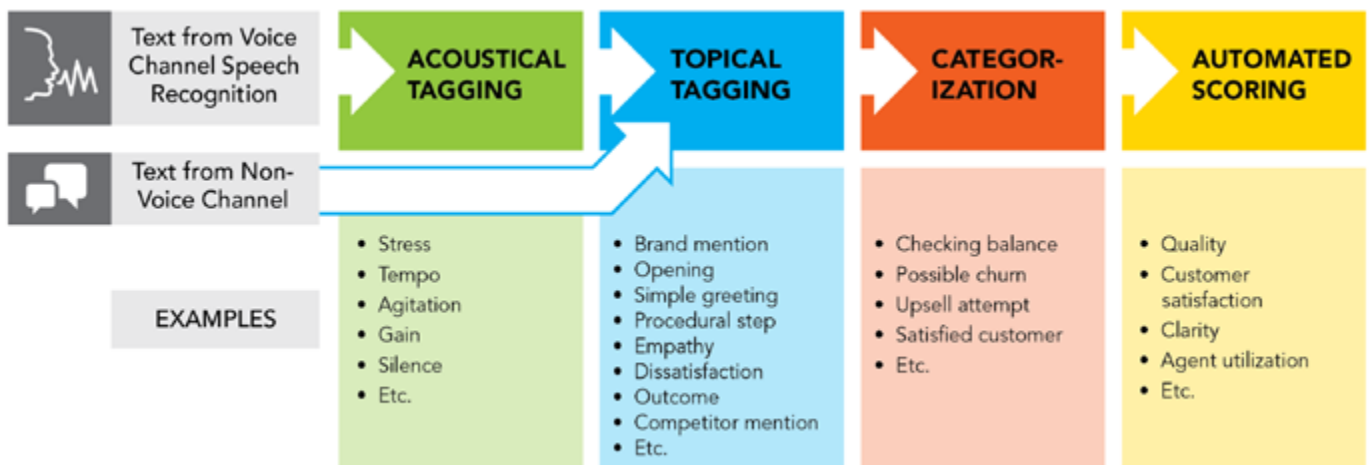 Text from Voice
Channel Speech
Recognition
ACOUSTICAL
TAGGING
TOPICAL
TAGGING
CATEGOR-
IZATION
AUTOMATED
SCORING
Text from Non-
Voice Channel
EXAMPLES
• Stress
• Tempo
• Agitation
• Gain
• Silence
• Etc.
• Brand mention
• Opening
• Simple greeting
• Procedural step
• Empathy
• Dissatisfaction
• Outcome
• Competitor mention
• Etc.
• Checking balance
• Possible churn
• Upsell attempt
• Satisfied customer
• Etc.
• Quality
• Customer
satisfaction
• Clarity
• Agent utilization
• Etc.